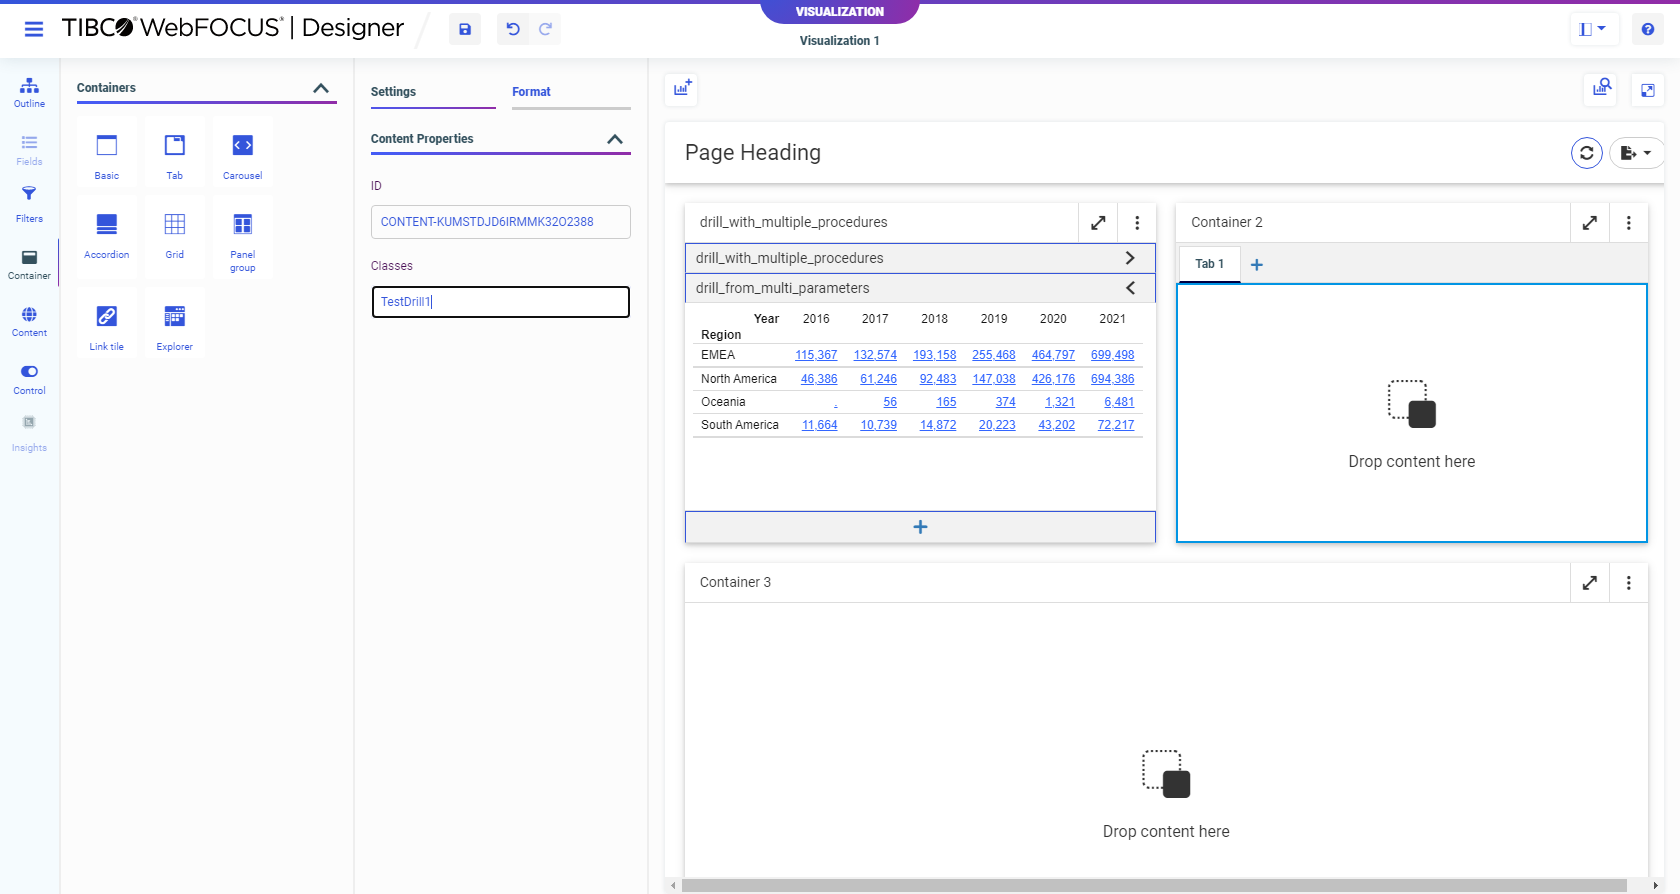 VISUALIZATION
TIBCO® WebFOCUS® | Designer
Visualization 1
Outline
Fields
Filters
Container
Content
Control
Insights
Containers
Basic
Tab
Carousel
Accordion
Grid
Panel
group
Link tile
Explorer
Settings
Format
Content Properties
ID
CONTENT-KUMSTDJD6IRMMK32O2388
Classes
TestDrill1
Page Heading
drill_with_multiple_procedures
drill_with_multiple_procedures
drill_from_multi_parameters
Year 2016 2017 2018 2019 2020 2021
Region
EMEA 115,367 132,574 193,158 255,468 464,797 699,498
North America 46,386 61,246 92,483 147,038 426,176 694,386
Oceania . 56 165 374 1,321 6,481
South America 11,664 10,739 14,872 20,223 43,202 72,217
Container 2
Tab 1
Drop content here
Container 3
Drop content here